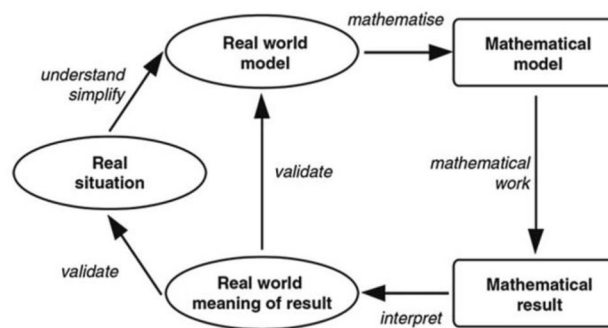 Real world
model
mathematise
Mathematical
model
understand
simplify
Real
situation
validate
mathematical
work
validate
Real world
meaning of result
interpret
Mathematical
result